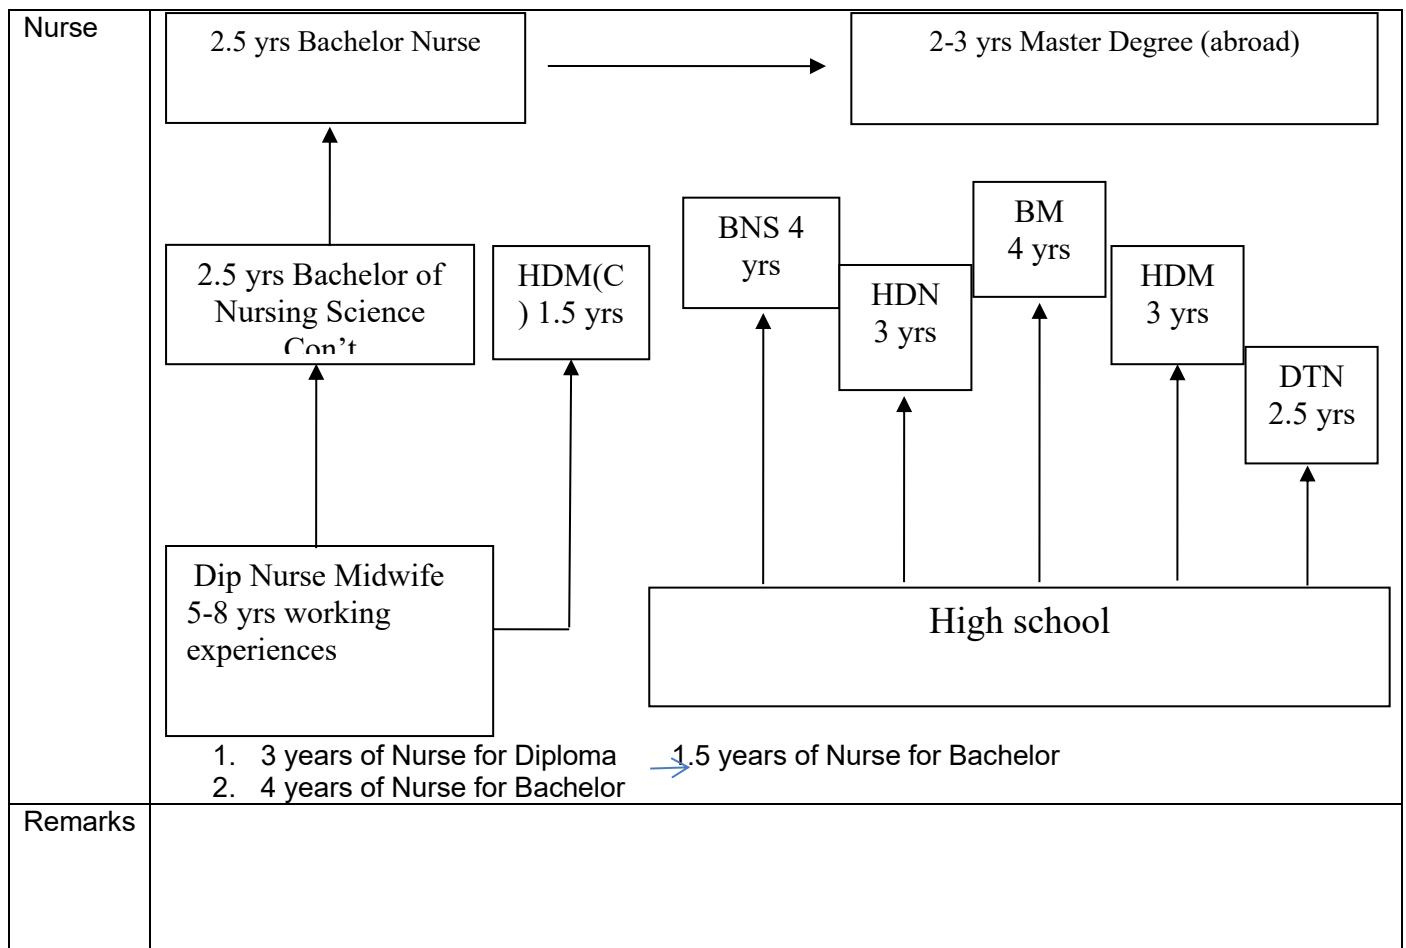 Nurse
2.5 yrs Bachelor Nurse
2-3 yrs Master Degree (abroad)
2.5 yrs Bachelor of
Nursing Science
Con't
HDM(C
) 1.5 yrs
BNS 4
yrs
HDN
3 yrs
BM
4 yrs
HDM
3 yrs
DTN
2.5 yrs
Dip Nurse Midwife
5-8 yrs working
experiences
High school
1. 3 years of Nurse for Diploma 1.5 years of Nurse for Bachelor
2. 4 years of Nurse for Bachelor
Remarks